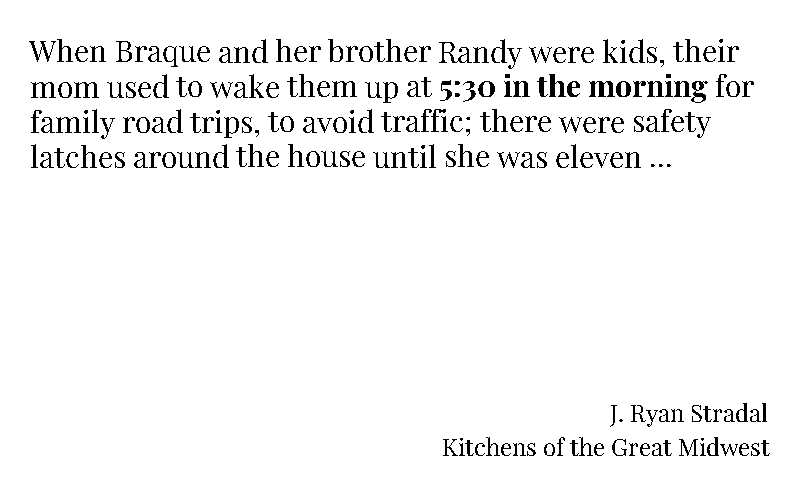 When Braque and her brother Randy were kids, their
mom used to wake them up at 5:30 in the morning for
family road trips, to avoid traffic; there were safety
latches around the house until she was eleven ...
J. Ryan Stradal
Kitchens of the Great Midwest